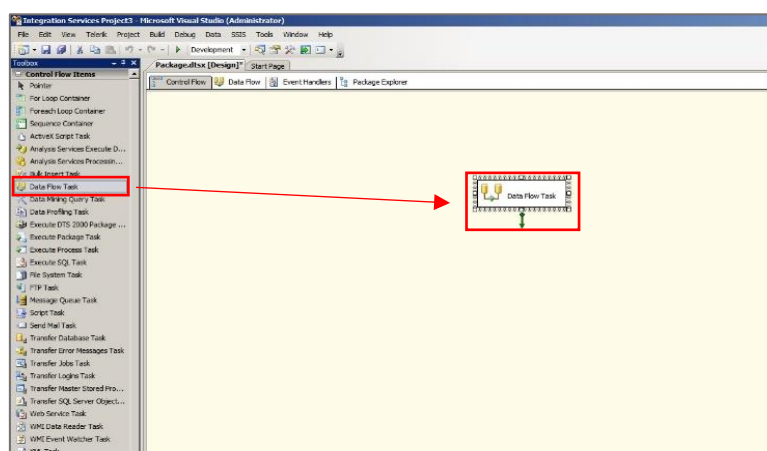 Integration Services Project3 - Microsoft Visual Studio (Administrator)
File Edit View Telerik Project Build Debug Data SSIS Tools Window Help
Development
Toolbox
Package.dtsx [Design]* Start Page
Control Flow Data Flow Event Handlers Package Explorer
Control Flow Items
Pointer
For Loop Container
Foreach Loop Container
Sequence Container
ActiveX Script Task
Analysis Services Execute D...
Analysis Services Processin...
Bulk Insert Task
Data Flow Task
Data Flow Task
Data Mining Query Task
Data Profiling Task
Execute DTS 2000 Package ...
Execute Package Task
Execute Process Task
Execute SQL Task
File System Task
FTP Task
Message Queue Task
Script Task
Send Mail Task
Transfer Database Task
Transfer Error Messages Task
Transfer Jobs Task
Transfer Logins Task
Transfer Master Stored Pro...
Transfer SQL Server Object...
Web Service Task
WMI Data Reader Task
WMI Event Watcher Task
XML Task